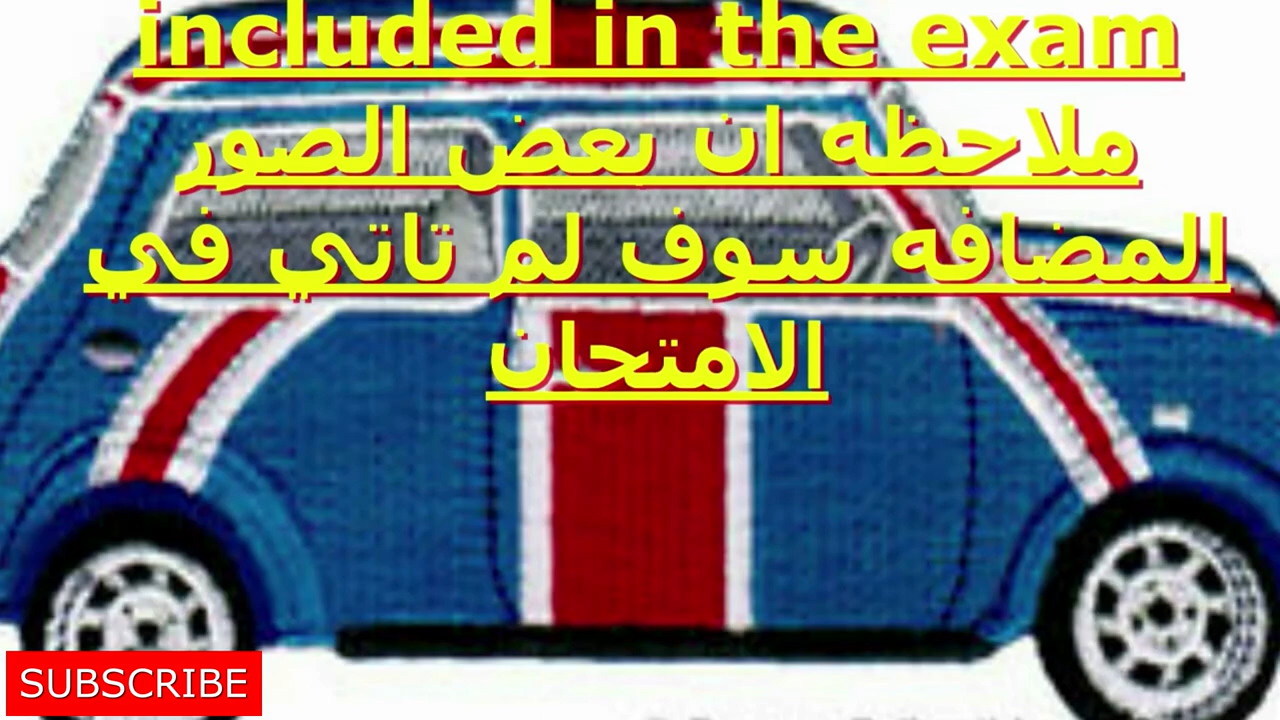 included in the exam
ملاحظه ان بعض الصور
المضافه سوف لم تاتي في
الامتحان
SUBSCRIBE